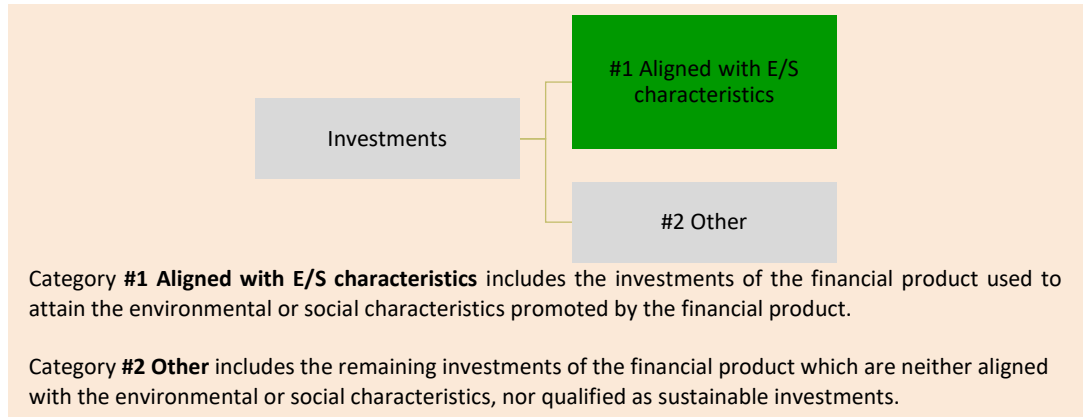 #1 Aligned with E/S
characteristics
Investments
#2 Other
Category #1 Aligned with E/S characteristics includes the investments of the financial product used to
attain the environmental or social characteristics promoted by the financial product.
Category #2 Other includes the remaining investments of the financial product which are neither aligned
with the environmental or social characteristics, nor qualified as sustainable investments.